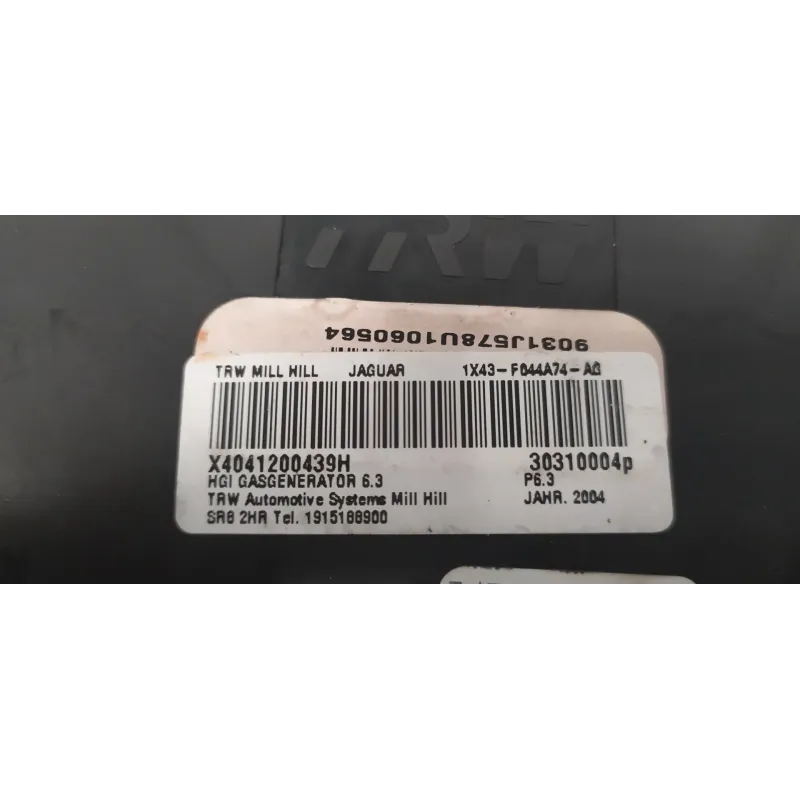 TRW
9031J578U1060564
TRW MILL HILL JAGUAR 1X43-F044A74-AG
X4041200439H 30310004p
HGI GASGENERATOR 6.3 P6.3
TRW Automotive Systems Mill Hill JAHR. 2004
SR8 2HR Tel. 1915188900